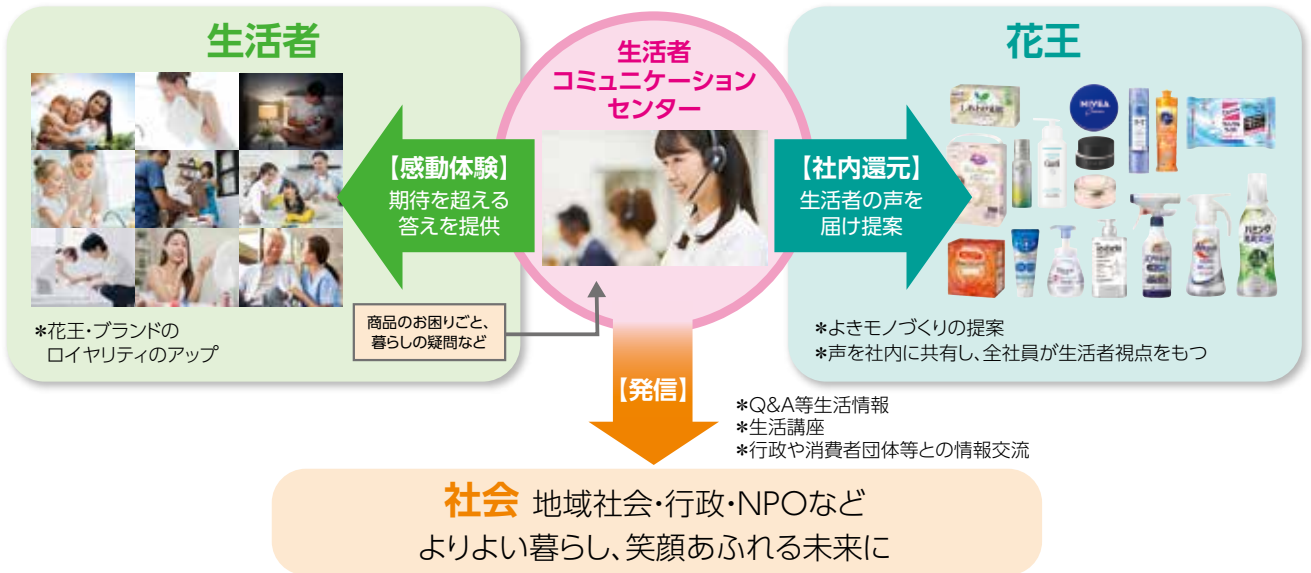 生活者
生活者
コミュニケーション
センター
花王
【感動体験】
期待を超える
答えを提供
【社内還元】
生活者の声を
届け提案
NIVEA
商品のお困りごと、
暮らしの疑問など
*花王・ブランドの
ロイヤリティのアップ
*よきモノづくりの提案
*声を社内に共有し、全社員が生活者視点をもつ
【発信】
*Q&A等生活情報
*生活講座
*行政や消費者団体等との情報交流
社会 地域社会・行政・NPOなど
よりよい暮らし、笑顔あふれる未来に